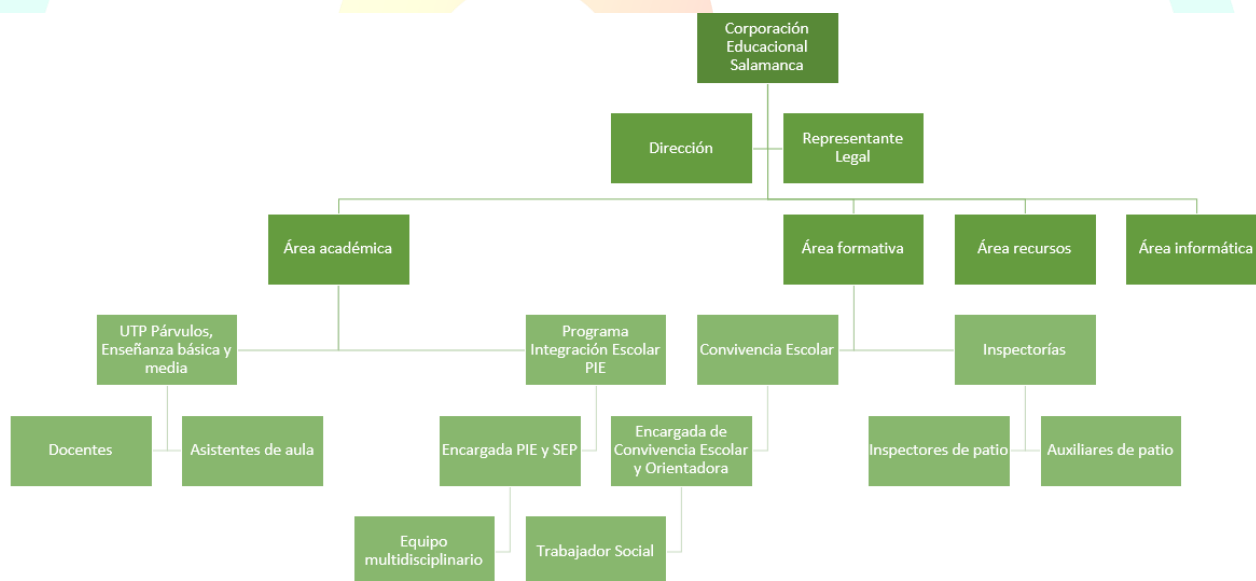 Corporación
Educacional
Salamanca
Dirección
Representante
Legal
Área académica
Área formativa
Área recursos
Área informática
UTP Párvulos,
Enseñanza básica y
media
Programa
Integración Escolar
PIE
Convivencia Escolar
Inspectorías
Docentes
Asistentes de aula
Encargada PIE y SEP
Encargada de
Convivencia Escolar
y Orientadora
Inspectores de patio
Auxiliares de patio
Equipo
multidisciplinario
Trabajador Social